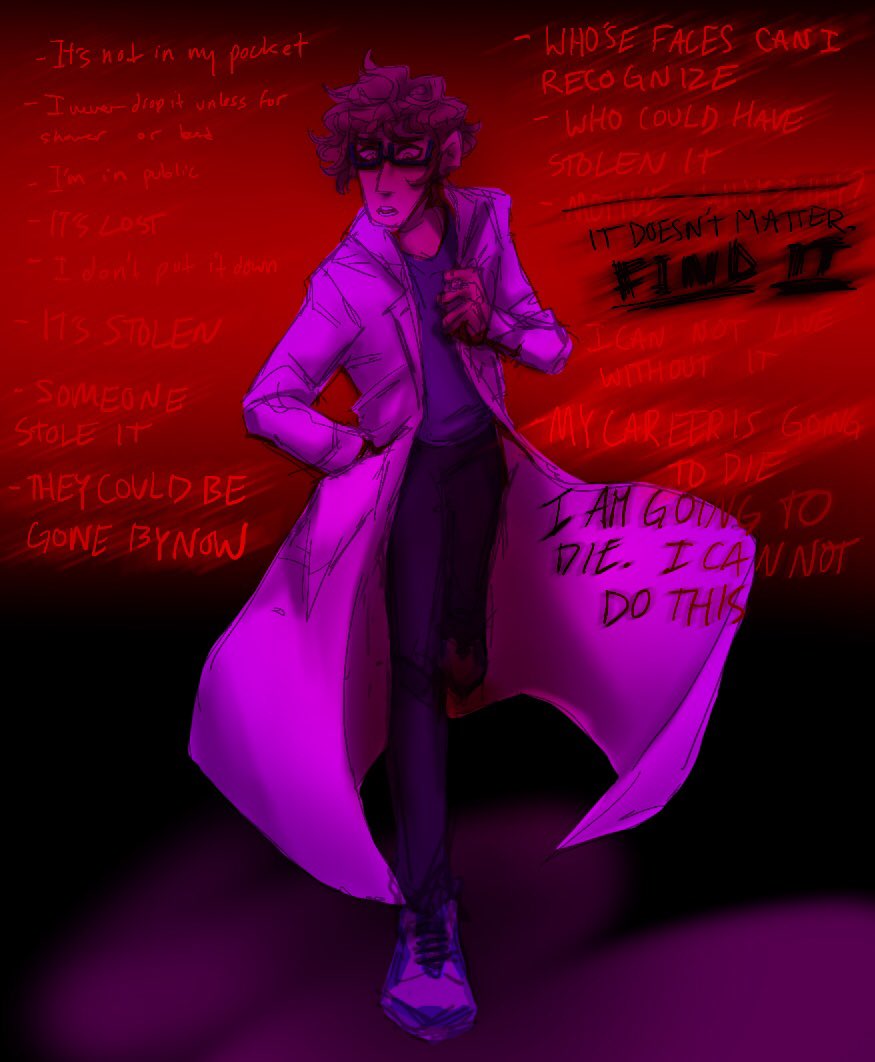 - It's not in my pocket
- I never drop it unless for
shower or bed
- I'm in public
- IT'S LOST
- I don't put it down
- IT'S STOLEN
- SOMEONE
STOLE IT
- THEY COULD BE
GONE BY NOW
- WHO'SE FACES CAN I
RECOGNIZE
- WHO COULD HAVE
STOLEN IT
-
IT DOESN'T MATTER.
FIND IT
I CAN NOT LIVE
WITHOUT IT
- MY CAREER IS GOING
TO DIE
I AM GOING TO
DIE. I CAN NOT
DO THIS